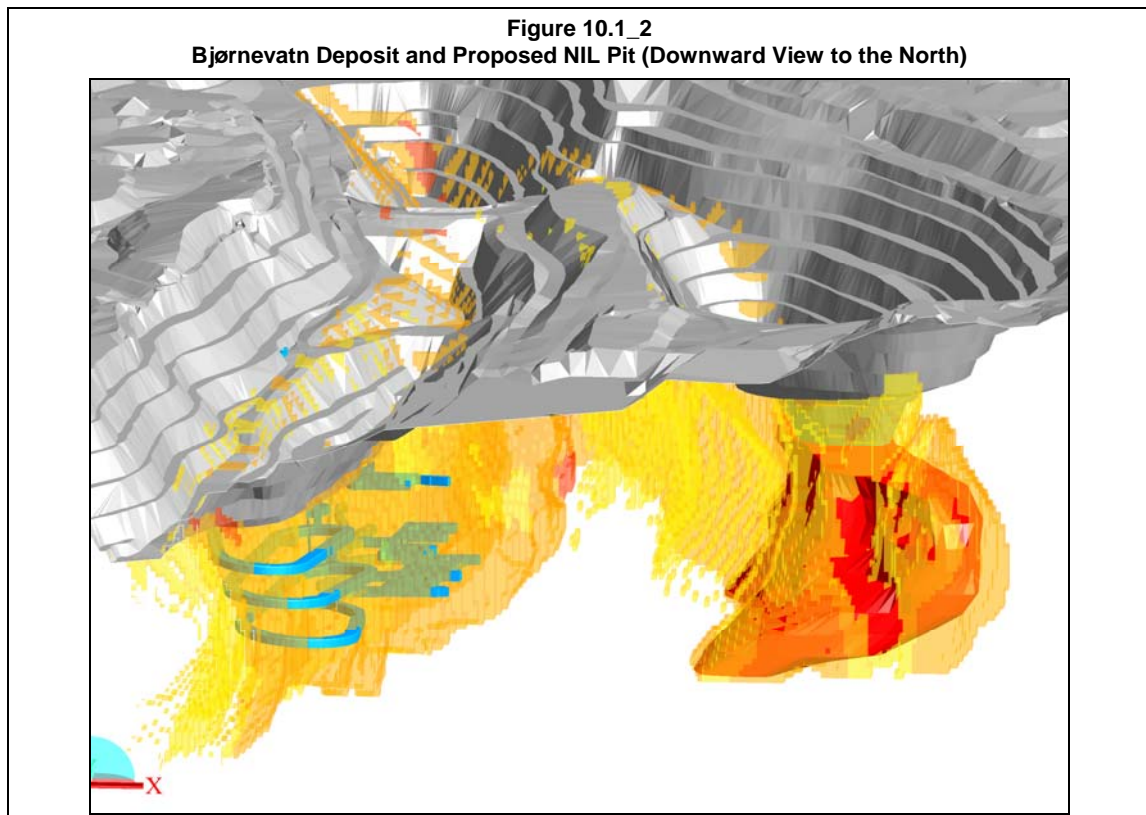 Figure 10.1_2
Bjørnevatn Deposit and Proposed NIL Pit (Downward View to the North)
X